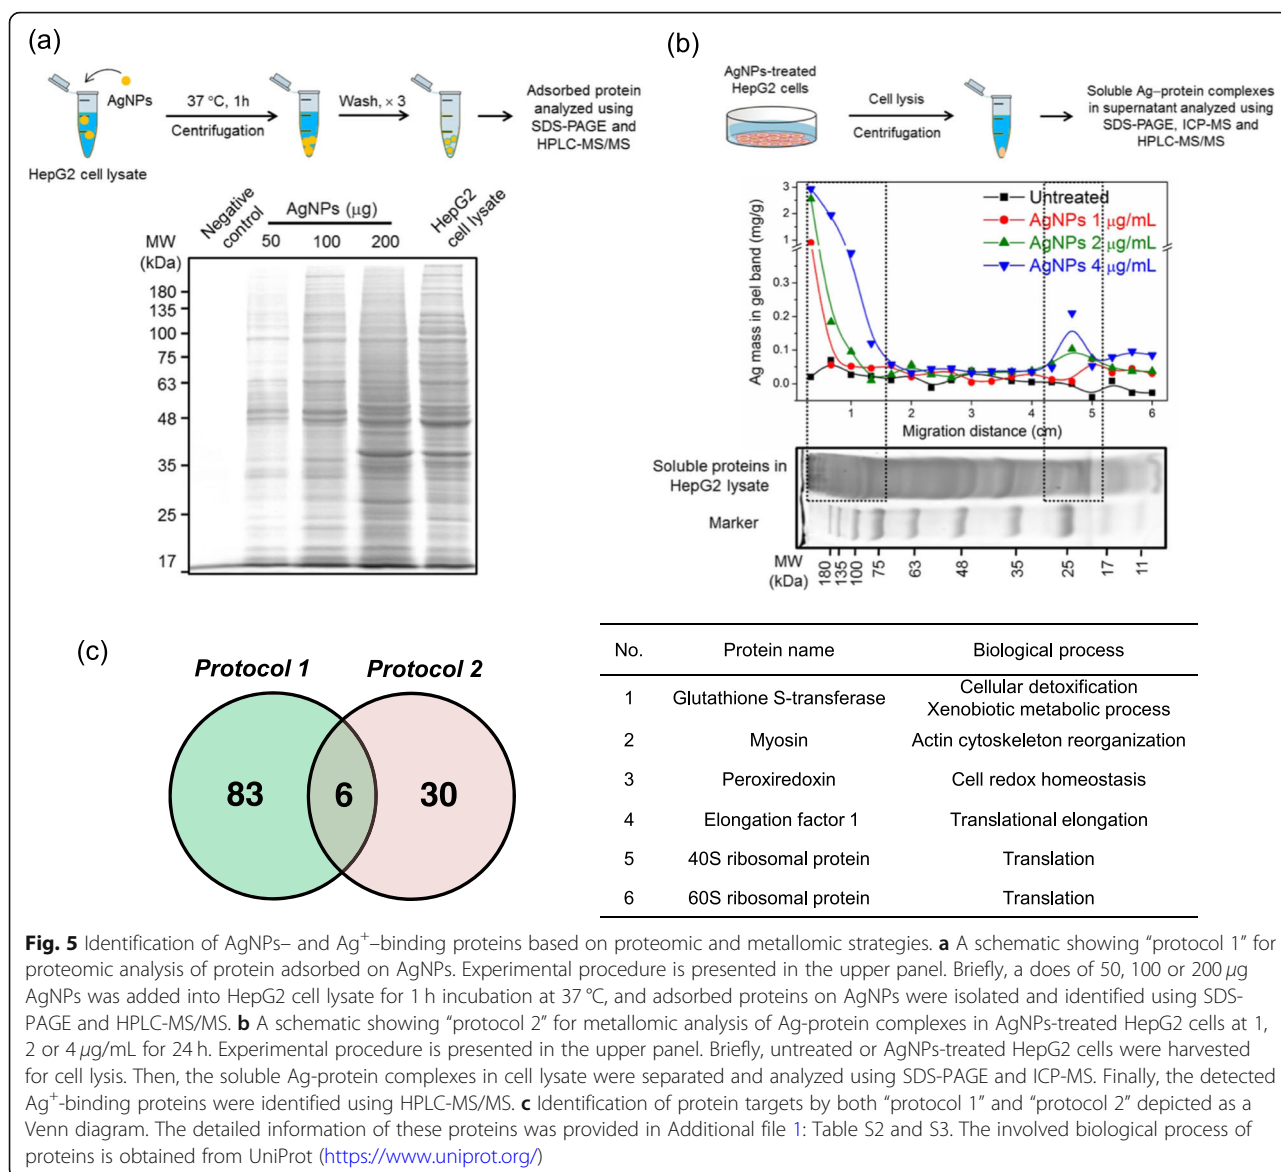 (a)
AgNPs
37 °C, 1h
Centrifugation
Wash, × 3
Adsorbed protein
analyzed using
SDS-PAGE and
HPLC-MS/MS
HepG2 cell lysate
Negative
control
AgNPs (µg)
50 100 200
HepG2
cell lysate
MW
(kDa)
180
135
100
75
63
48
35
25
17
(b)
AgNPs-treated
HepG2 cells
Cell lysis
Centrifugation
Soluble Ag–protein complexes
in supernatant analyzed using
SDS-PAGE, ICP-MS and
HPLC-MS/MS
Ag mass in gel band (mg/g)
3
2
1
0.2
0.1
0.0
Untreated
AgNPs 1 µg/mL
AgNPs 2 µg/mL
AgNPs 4 µg/mL
1 2 3 4 5 6
Migration distance (cm)
Soluble proteins in
HepG2 lysate
Marker
MW
(kDa)
180 135 100 75 63 48 35 25 17 11
(c)
Protocol 1 Protocol 2
83 6 30
No. Protein name Biological process
1 Glutathione S-transferase Cellular detoxification
Xenobiotic metabolic process
2 Myosin Actin cytoskeleton reorganization
3 Peroxiredoxin Cell redox homeostasis
4 Elongation factor 1 Translational elongation
5 40S ribosomal protein Translation
6 60S ribosomal protein Translation
Fig. 5 Identification of AgNPs– and Ag⁺–binding proteins based on proteomic and metallomic strategies. a A schematic showing “protocol 1” for
proteomic analysis of protein adsorbed on AgNPs. Experimental procedure is presented in the upper panel. Briefly, a does of 50, 100 or 200 µg
AgNPs was added into HepG2 cell lysate for 1 h incubation at 37 °C, and adsorbed proteins on AgNPs were isolated and identified using SDS-
PAGE and HPLC-MS/MS. b A schematic showing “protocol 2” for metallomic analysis of Ag-protein complexes in AgNPs-treated HepG2 cells at 1,
2 or 4 µg/mL for 24 h. Experimental procedure is presented in the upper panel. Briefly, untreated or AgNPs-treated HepG2 cells were harvested
for cell lysis. Then, the soluble Ag-protein complexes in cell lysate were separated and analyzed using SDS-PAGE and ICP-MS. Finally, the detected
Ag⁺-binding proteins were identified using HPLC-MS/MS. c Identification of protein targets by both “protocol 1” and “protocol 2” depicted as a
Venn diagram. The detailed information of these proteins was provided in Additional file 1: Table S2 and S3. The involved biological process of
proteins is obtained from UniProt (https://www.uniprot.org/)